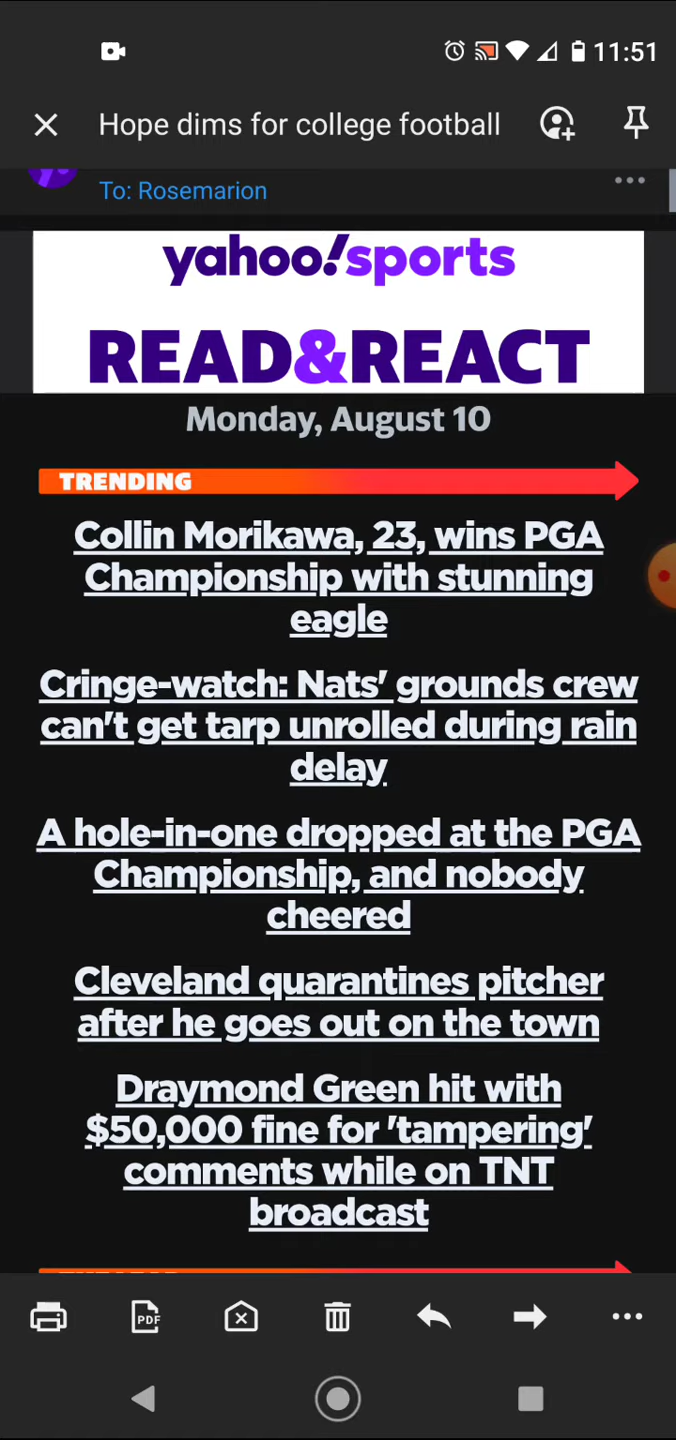 11:51
Hope dims for college football
To: Rosemarion
yahoo!sports
READ&REACT
Monday, August 10
TRENDING
Collin Morikawa, 23, wins PGA
Championship with stunning
eagle
Cringe-watch: Nats' grounds crew
can't get tarp unrolled during rain
delay
A hole-in-one dropped at the PGA
Championship, and nobody
cheered
Cleveland quarantines pitcher
after he goes out on the town
Draymond Green hit with
$50,000 fine for 'tampering'
comments while on TNT
broadcast
PDF